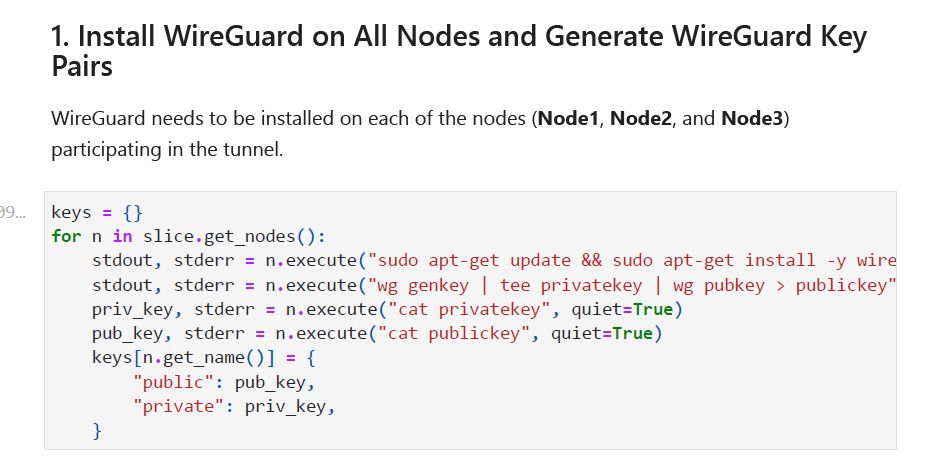 1. Install WireGuard on All Nodes and Generate WireGuard Key
Pairs
WireGuard needs to be installed on each of the nodes (Node1, Node2, and Node3)
participating in the tunnel.
09...
keys = {}
for n in slice.get_nodes():
    stdout, stderr = n.execute("sudo apt-get update && sudo apt-get install -y wire
    stdout, stderr = n.execute("wg genkey | tee privatekey | wg pubkey > publickey"
    priv_key, stderr = n.execute("cat privatekey", quiet=True)
    pub_key, stderr = n.execute("cat publickey", quiet=True)
    keys[n.get_name()] = {
        "public": pub_key,
        "private": priv_key,
    }